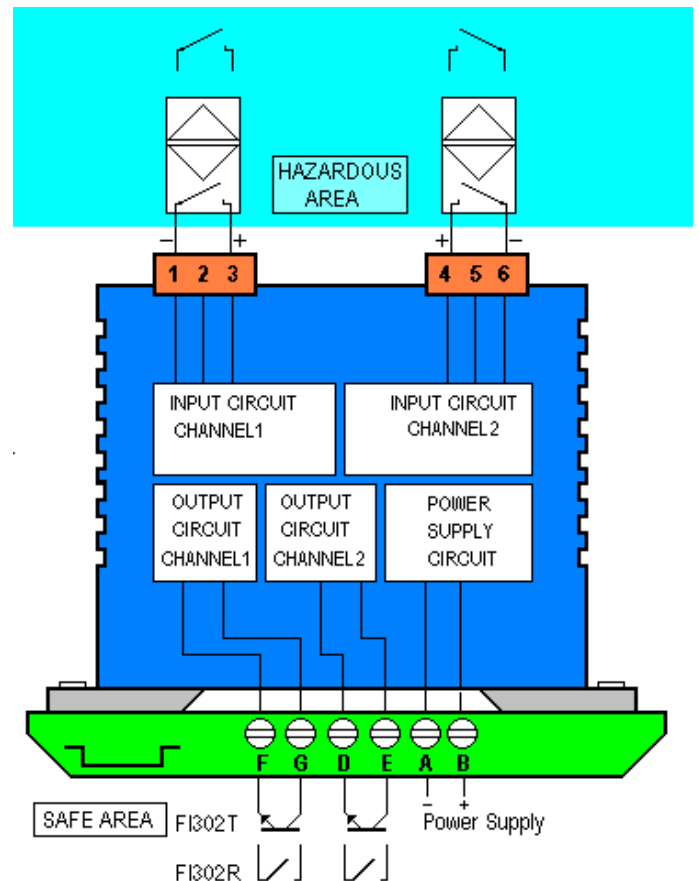 HAZARDOUS
AREA
– + + –
1 2 3 4 5 6
INPUT CIRCUIT
CHANNEL1
INPUT CIRCUIT
CHANNEL2
OUTPUT
CIRCUIT
CHANNEL1
OUTPUT
CIRCUIT
CHANNEL2
POWER
SUPPLY
CIRCUIT
F G D E A B
– +
SAFE AREA
FI302T
Power Supply
FI302R